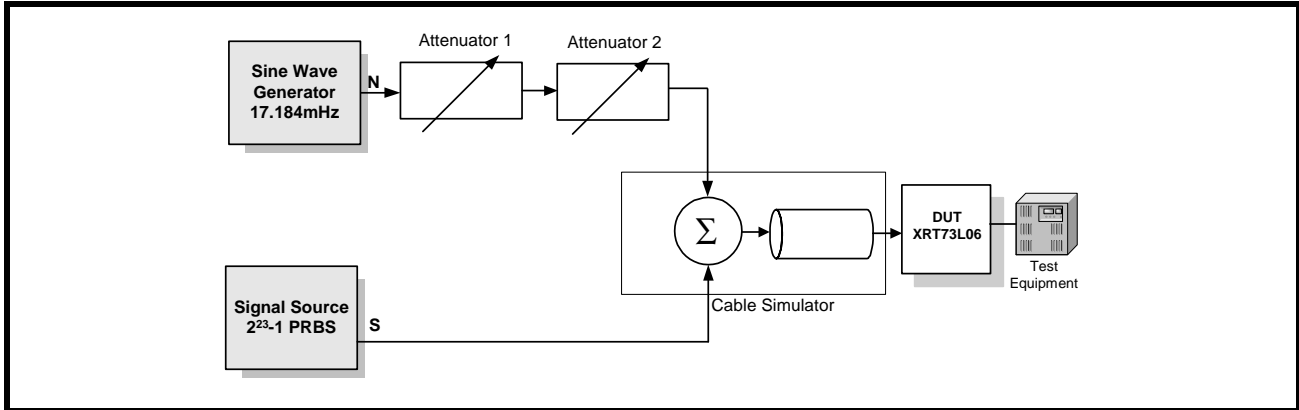 Attenuator 1
Attenuator 2
Sine Wave
Generator
17.184mHz
N
Σ
DUT
XRT73L06
Test
Equipment
Cable Simulator
Signal Source
2²³-1 PRBS
S